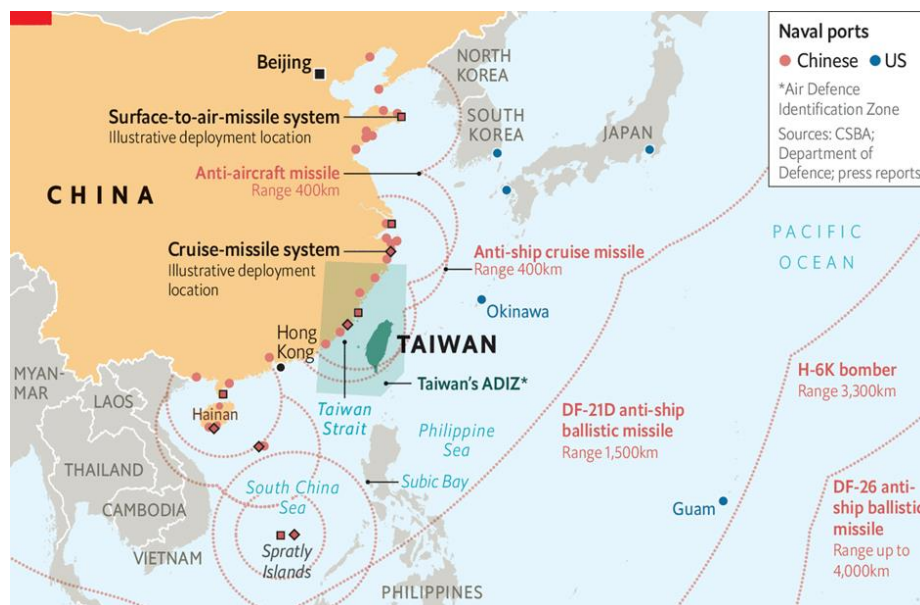 Naval ports
Chinese US
*Air Defence
Identification Zone
Sources: CSBA;
Department of
Defence; press reports
Beijing
NORTH
KOREA
Surface-to-air-missile system
Illustrative deployment location
SOUTH
KOREA
JAPAN
Anti-aircraft missile
Range 400km
CHINA
PACIFIC
OCEAN
Cruise-missile system
Illustrative deployment
location
Anti-ship cruise missile
Range 400km
Okinawa
Hong
Kong
TAIWAN
MYAN-
MAR
LAOS
Taiwan's ADIZ*
H-6K bomber
Range 3,300km
Hainan
Taiwan
Strait
DF-21D anti-ship
ballistic missile
Range 1,500km
Philippine
Sea
THAILAND
South China
Sea
Subic Bay
CAMBODIA
Guam
DF-26 anti-
ship ballistic
missile
Range up to
4,000km
VIETNAM
Spratly
Islands
PHILIPPINES